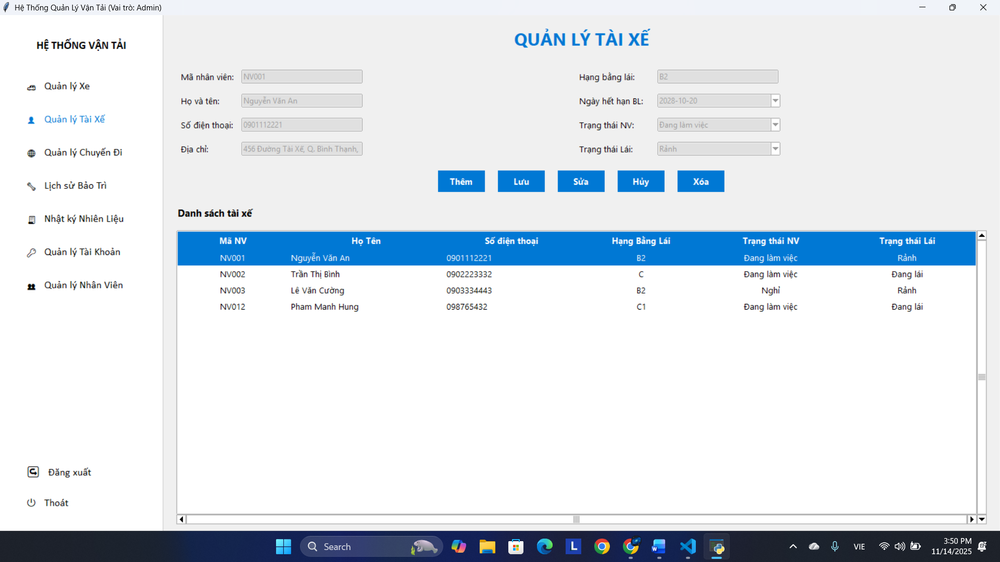 Hệ Thống Quản Lý Vận Tải (Vai trò: Admin)
HỆ THỐNG VẬN TẢI
Quản lý Xe
Quản lý Tài Xế
Quản lý Chuyến Đi
Lịch sử Bảo Trì
Nhật ký Nhiên Liệu
Quản lý Tài Khoản
Quản lý Nhân Viên
Đăng xuất
Thoát
QUẢN LÝ TÀI XẾ
Mã nhân viên: NV001 Hạng bằng lái: B2
Họ và tên: Nguyễn Văn An Ngày hết hạn BL: 2028-10-20
Số điện thoại: 0901112221 Trạng thái NV: Đang làm việc
Địa chỉ: 456 Đường Tài Xế, Q. Bình Thạnh, Trạng thái Lái: Rảnh
Thêm Lưu Sửa Hủy Xóa
Danh sách tài xế
Mã NV Họ Tên Số điện thoại Hạng Bằng Lái Trạng thái NV Trạng thái Lái
NV001 Nguyễn Văn An 0901112221 B2 Đang làm việc Rảnh
NV002 Trần Thị Bình 0902223332 C Đang làm việc Đang lái
NV003 Lê Văn Cường 0903334443 B2 Nghỉ Rảnh
NV012 Pham Manh Hung 098765432 C1 Đang làm việc Đang lái
Search
L
VIE
3:50 PM
11/14/2025